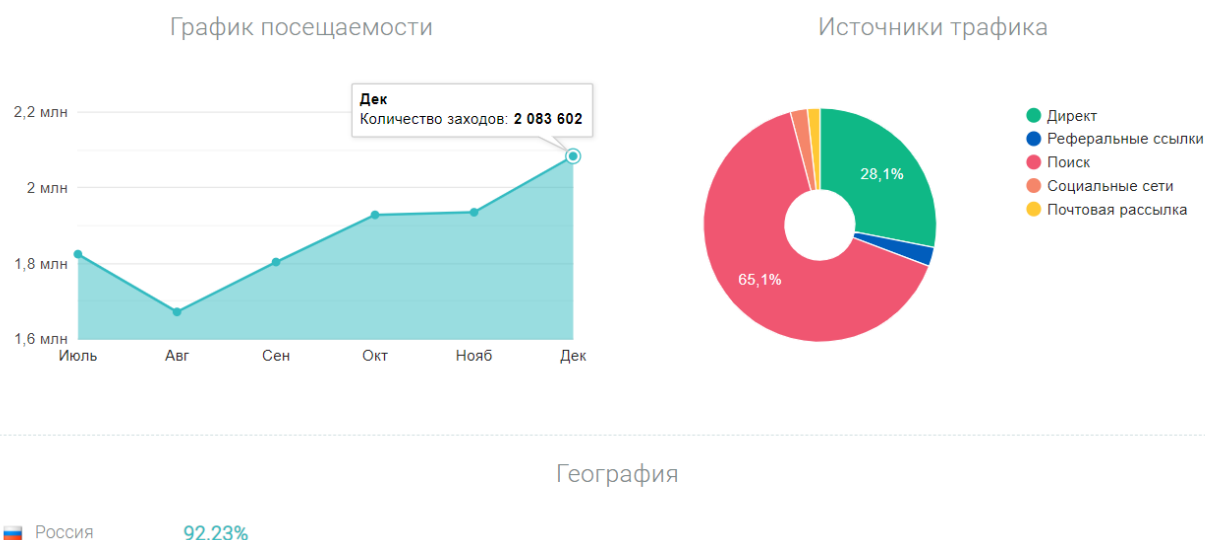 График посещаемости
Источники трафика
Дек
Количество заходов: 2 083 602
2,2 млн
2 млн
1,8 млн
1,6 млн
Июль Авг Сен Окт Нояб Дек
28,1%
65,1%
Директ
Реферальные ссылки
Поиск
Социальные сети
Почтовая рассылка
География
Россия 92.23%